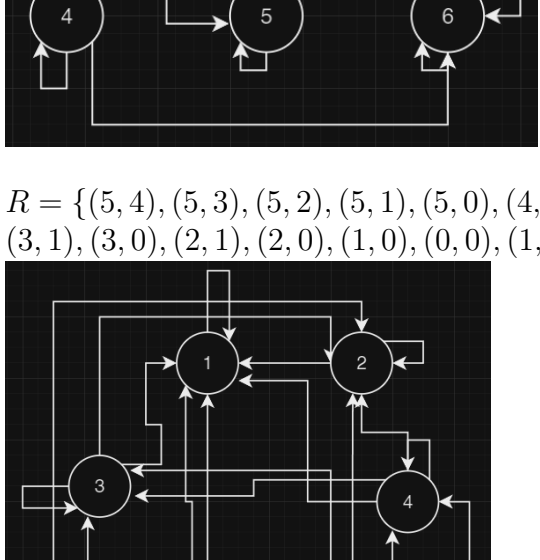 4 5 6
R = {(5, 4), (5, 3), (5, 2), (5, 1), (5, 0), (4,
(3, 1), (3, 0), (2, 1), (2, 0), (1, 0), (0, 0), (1,
1 2
3
4